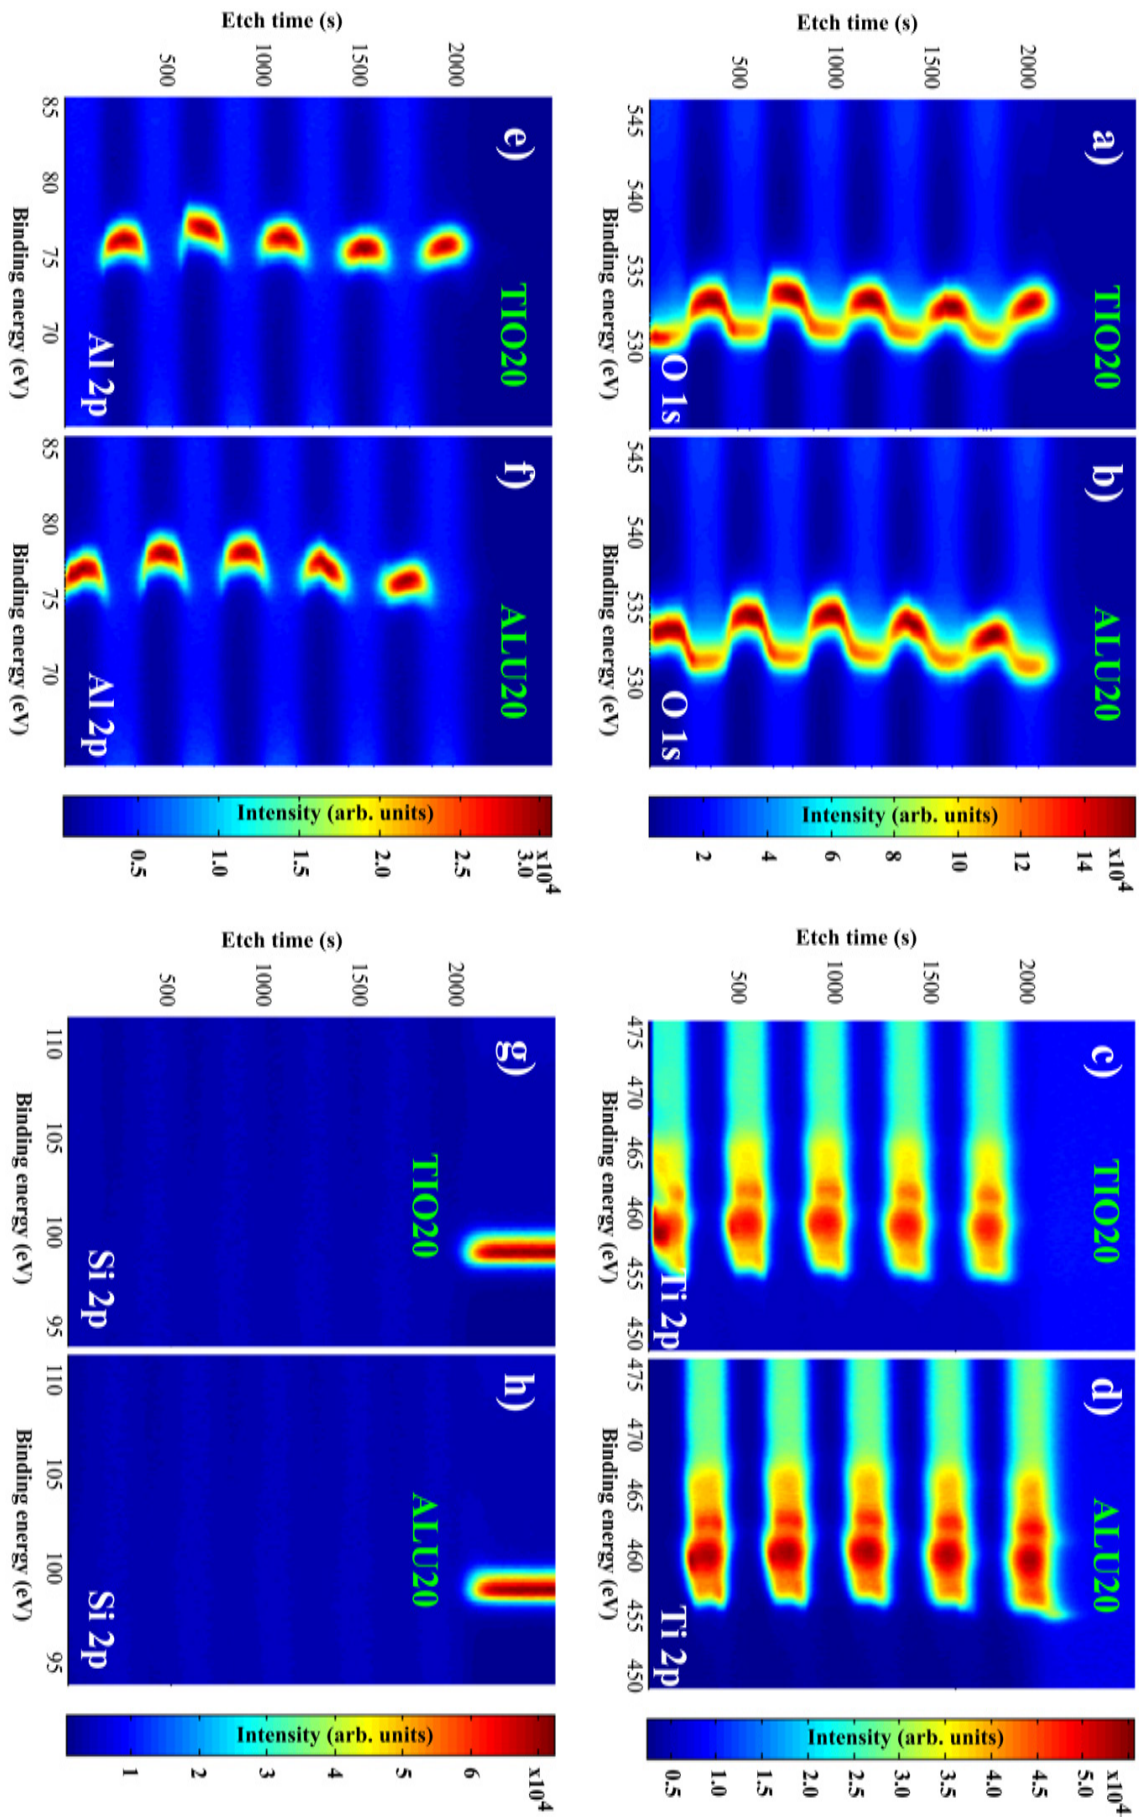 a)
TIO20
O 1s
Etch time (s)
500
1000
1500
2000
545
540
535
530
Binding energy (eV)
b)
ALU20
O 1s
545
540
535
530
Binding energy (eV)
Intensity (arb. units)
2
4
6
8
10
12
14
x10⁴
c)
TIO20
Ti 2p
Etch time (s)
500
1000
1500
2000
475
470
465
460
455
450
Binding energy (eV)
d)
ALU20
Ti 2p
475
470
465
460
455
450
Binding energy (eV)
Intensity (arb. units)
0.5
1.0
1.5
2.0
2.5
3.0
3.5
4.0
4.5
5.0
x10⁴
e)
TIO20
Al 2p
Etch time (s)
500
1000
1500
2000
85
80
75
70
Binding energy (eV)
f)
ALU20
Al 2p
85
80
75
70
Binding energy (eV)
Intensity (arb. units)
0.5
1.0
1.5
2.0
2.5
3.0
x10⁴
g)
TIO20
Si 2p
Etch time (s)
500
1000
1500
2000
110
105
100
95
Binding energy (eV)
h)
ALU20
Si 2p
110
105
100
95
Binding energy (eV)
Intensity (arb. units)
1
2
3
4
5
6
x10⁴